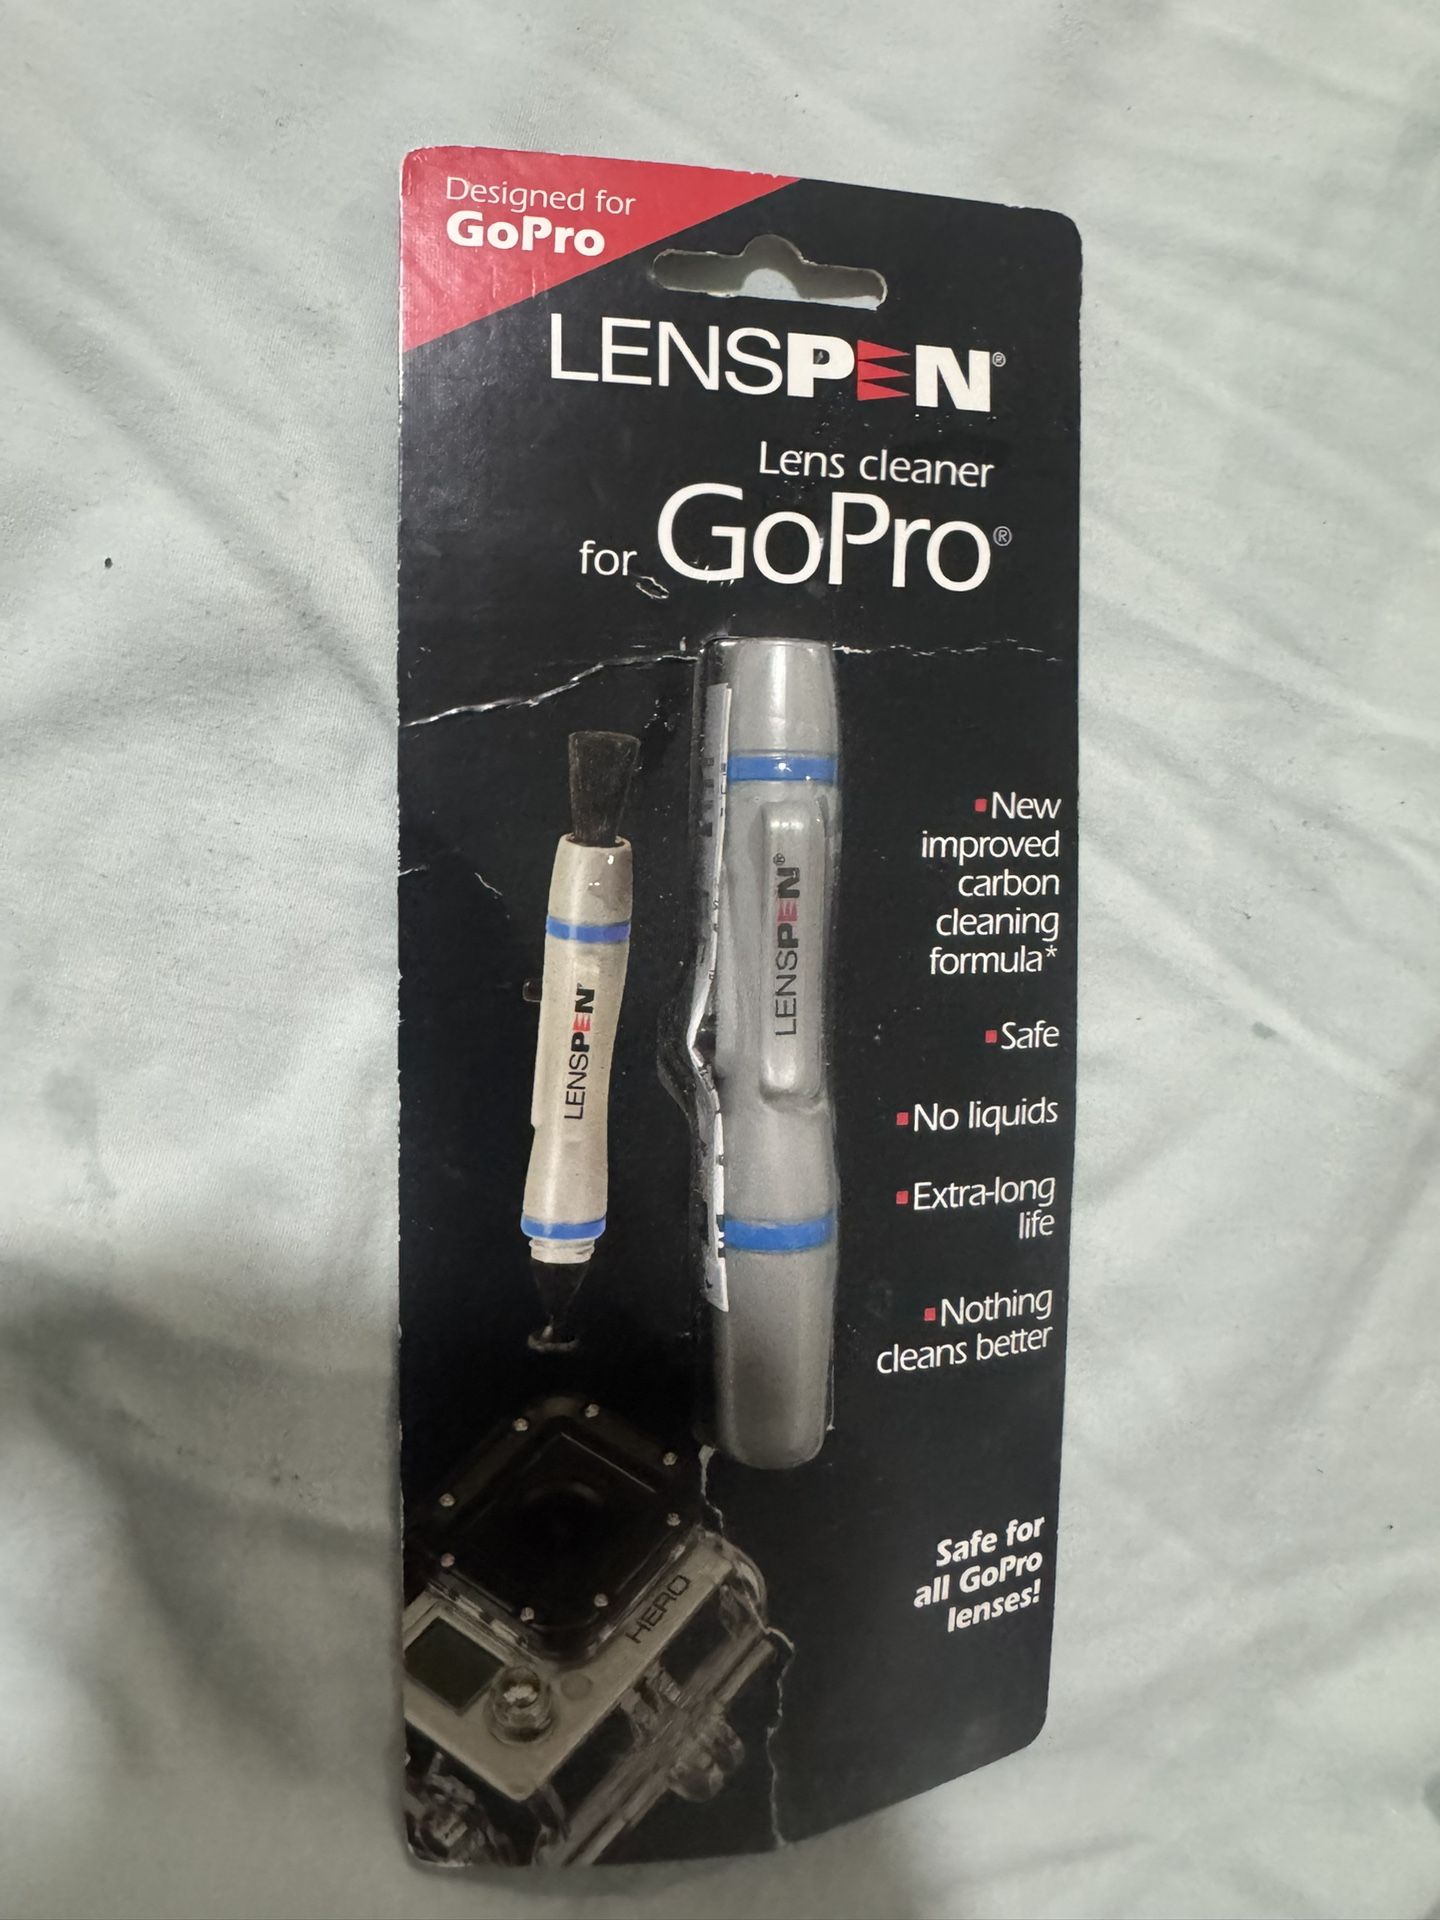 Designed for
GoPro
LENSPEN®
Lens cleaner
for GoPro®
LENSPEN®
LENSPEN
New
improved
carbon
cleaning
formula*
Safe
No liquids
Extra-long
life
Nothing
cleans better
HERO
Safe for
all GoPro
lenses!